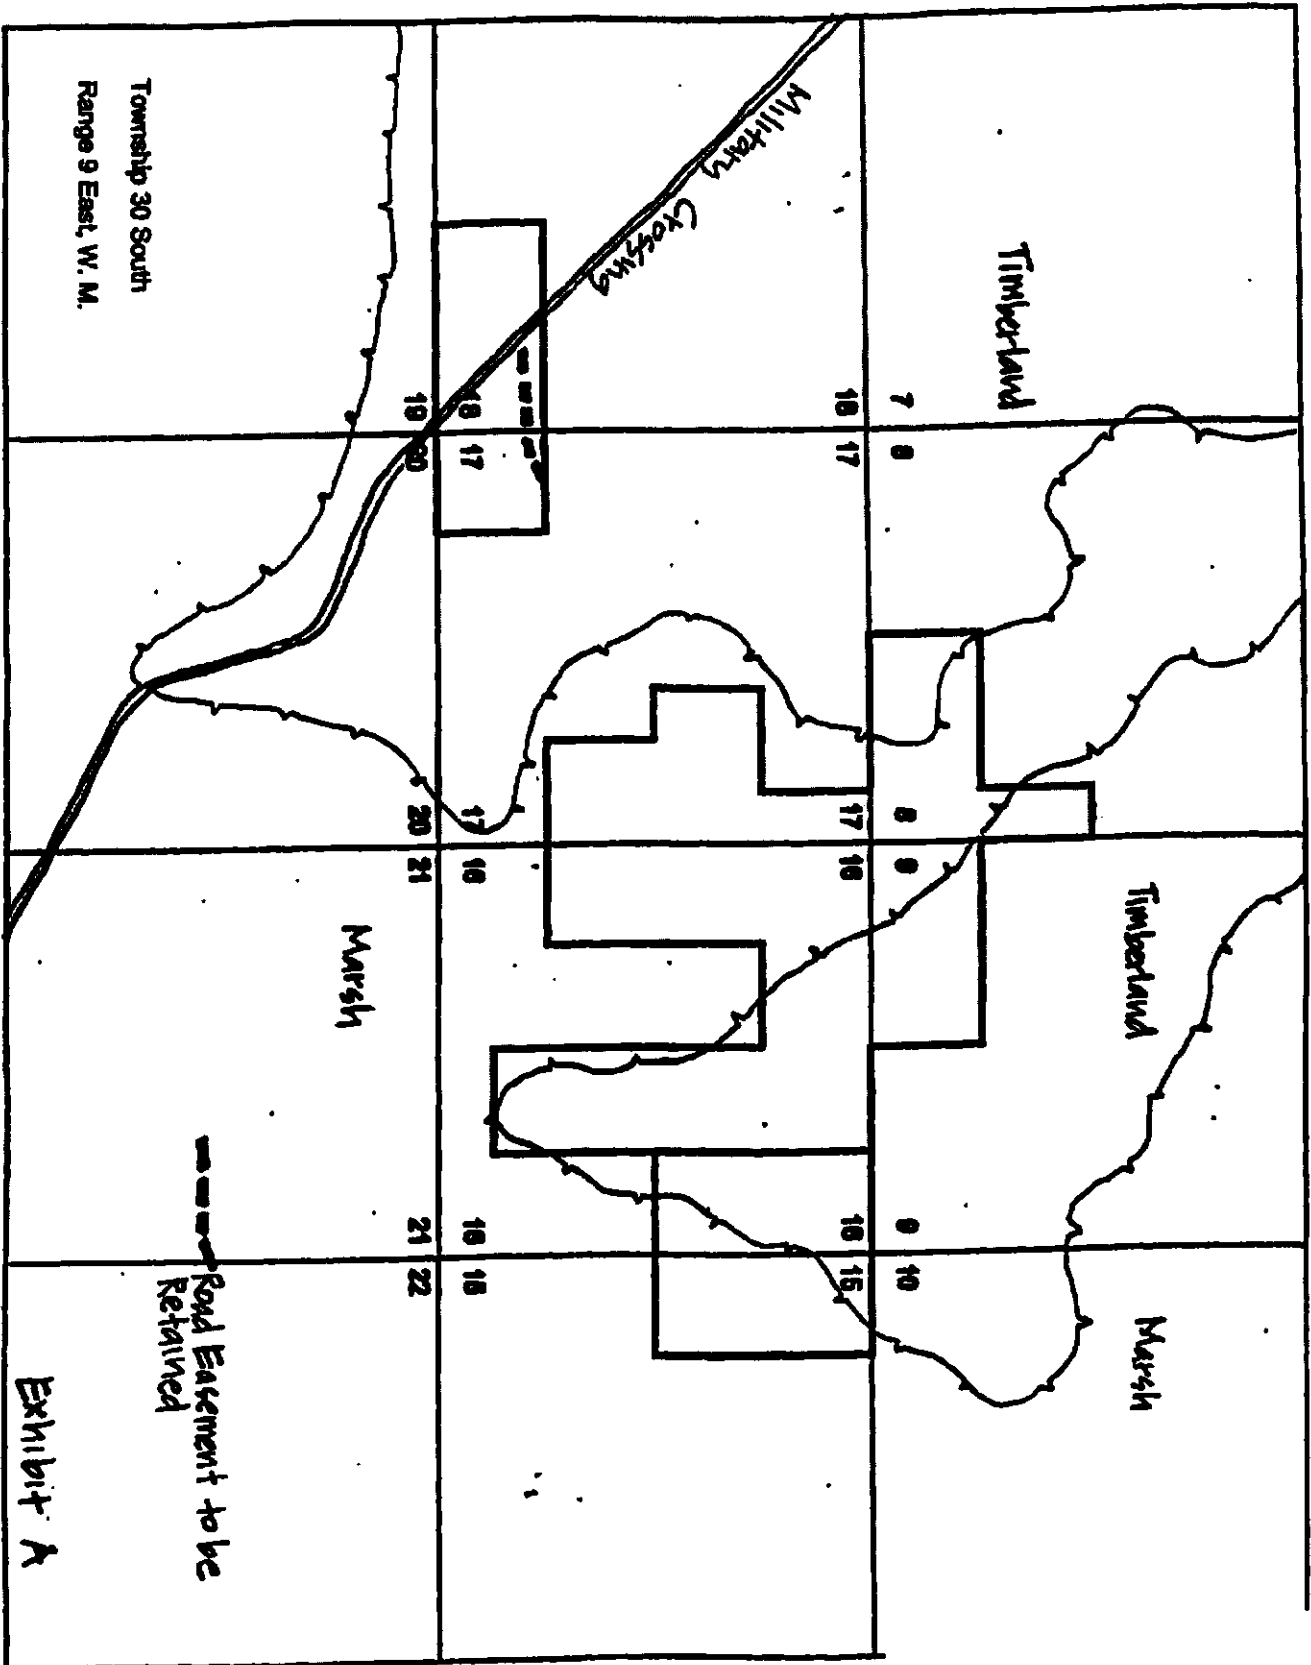 Timberland
Marsh
Timberland
7 8
8 9
9 10
18 17
17 16
16 15
Military
Crossing
18 17
17 16
16 15
19 20
20 21
21 22
Marsh
Road Easement to be
Retained
Township 30 South
Range 9 East, W. M.
Exhibit A